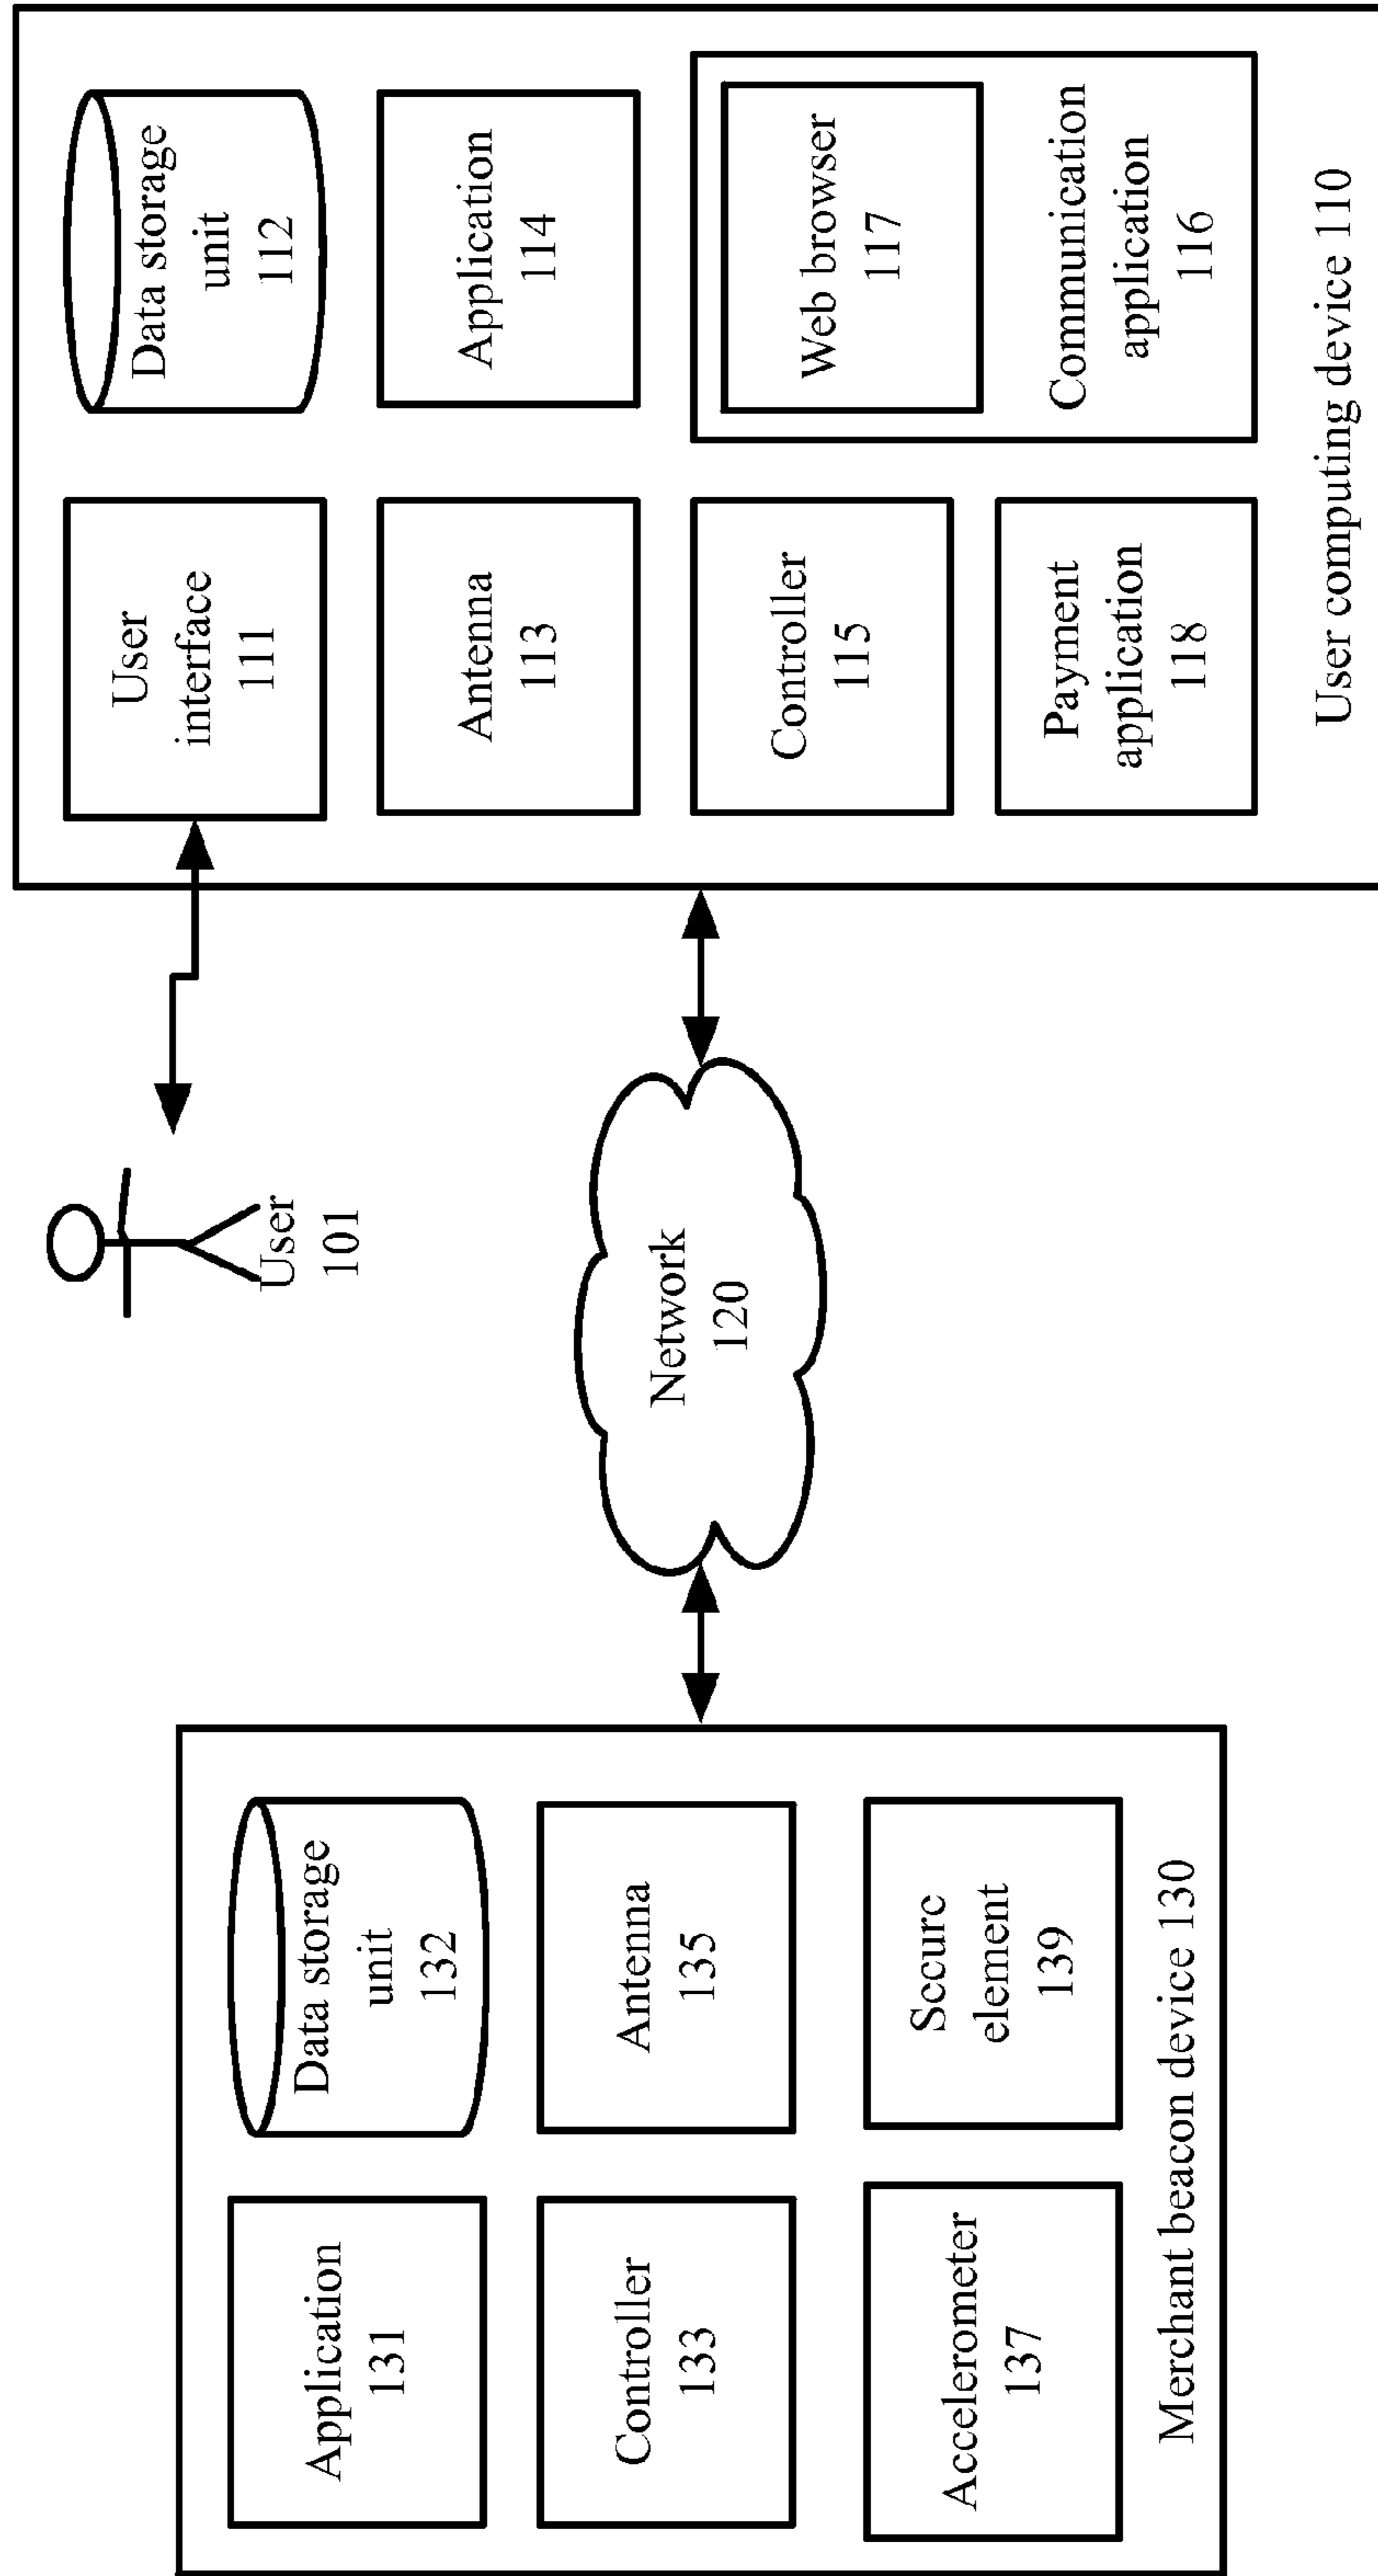 Application
131
Data storage
unit
132
Controller
133
Antenna
135
Accelerometer
137
Sccurc
element
139
Merchant beacon device 130
User
101
Network
120
User
interface
111
Data storage
unit
112
Antenna
113
Application
114
Controller
115
Web browser
117
Communication
application
116
Payment
application
118
User computing device 110